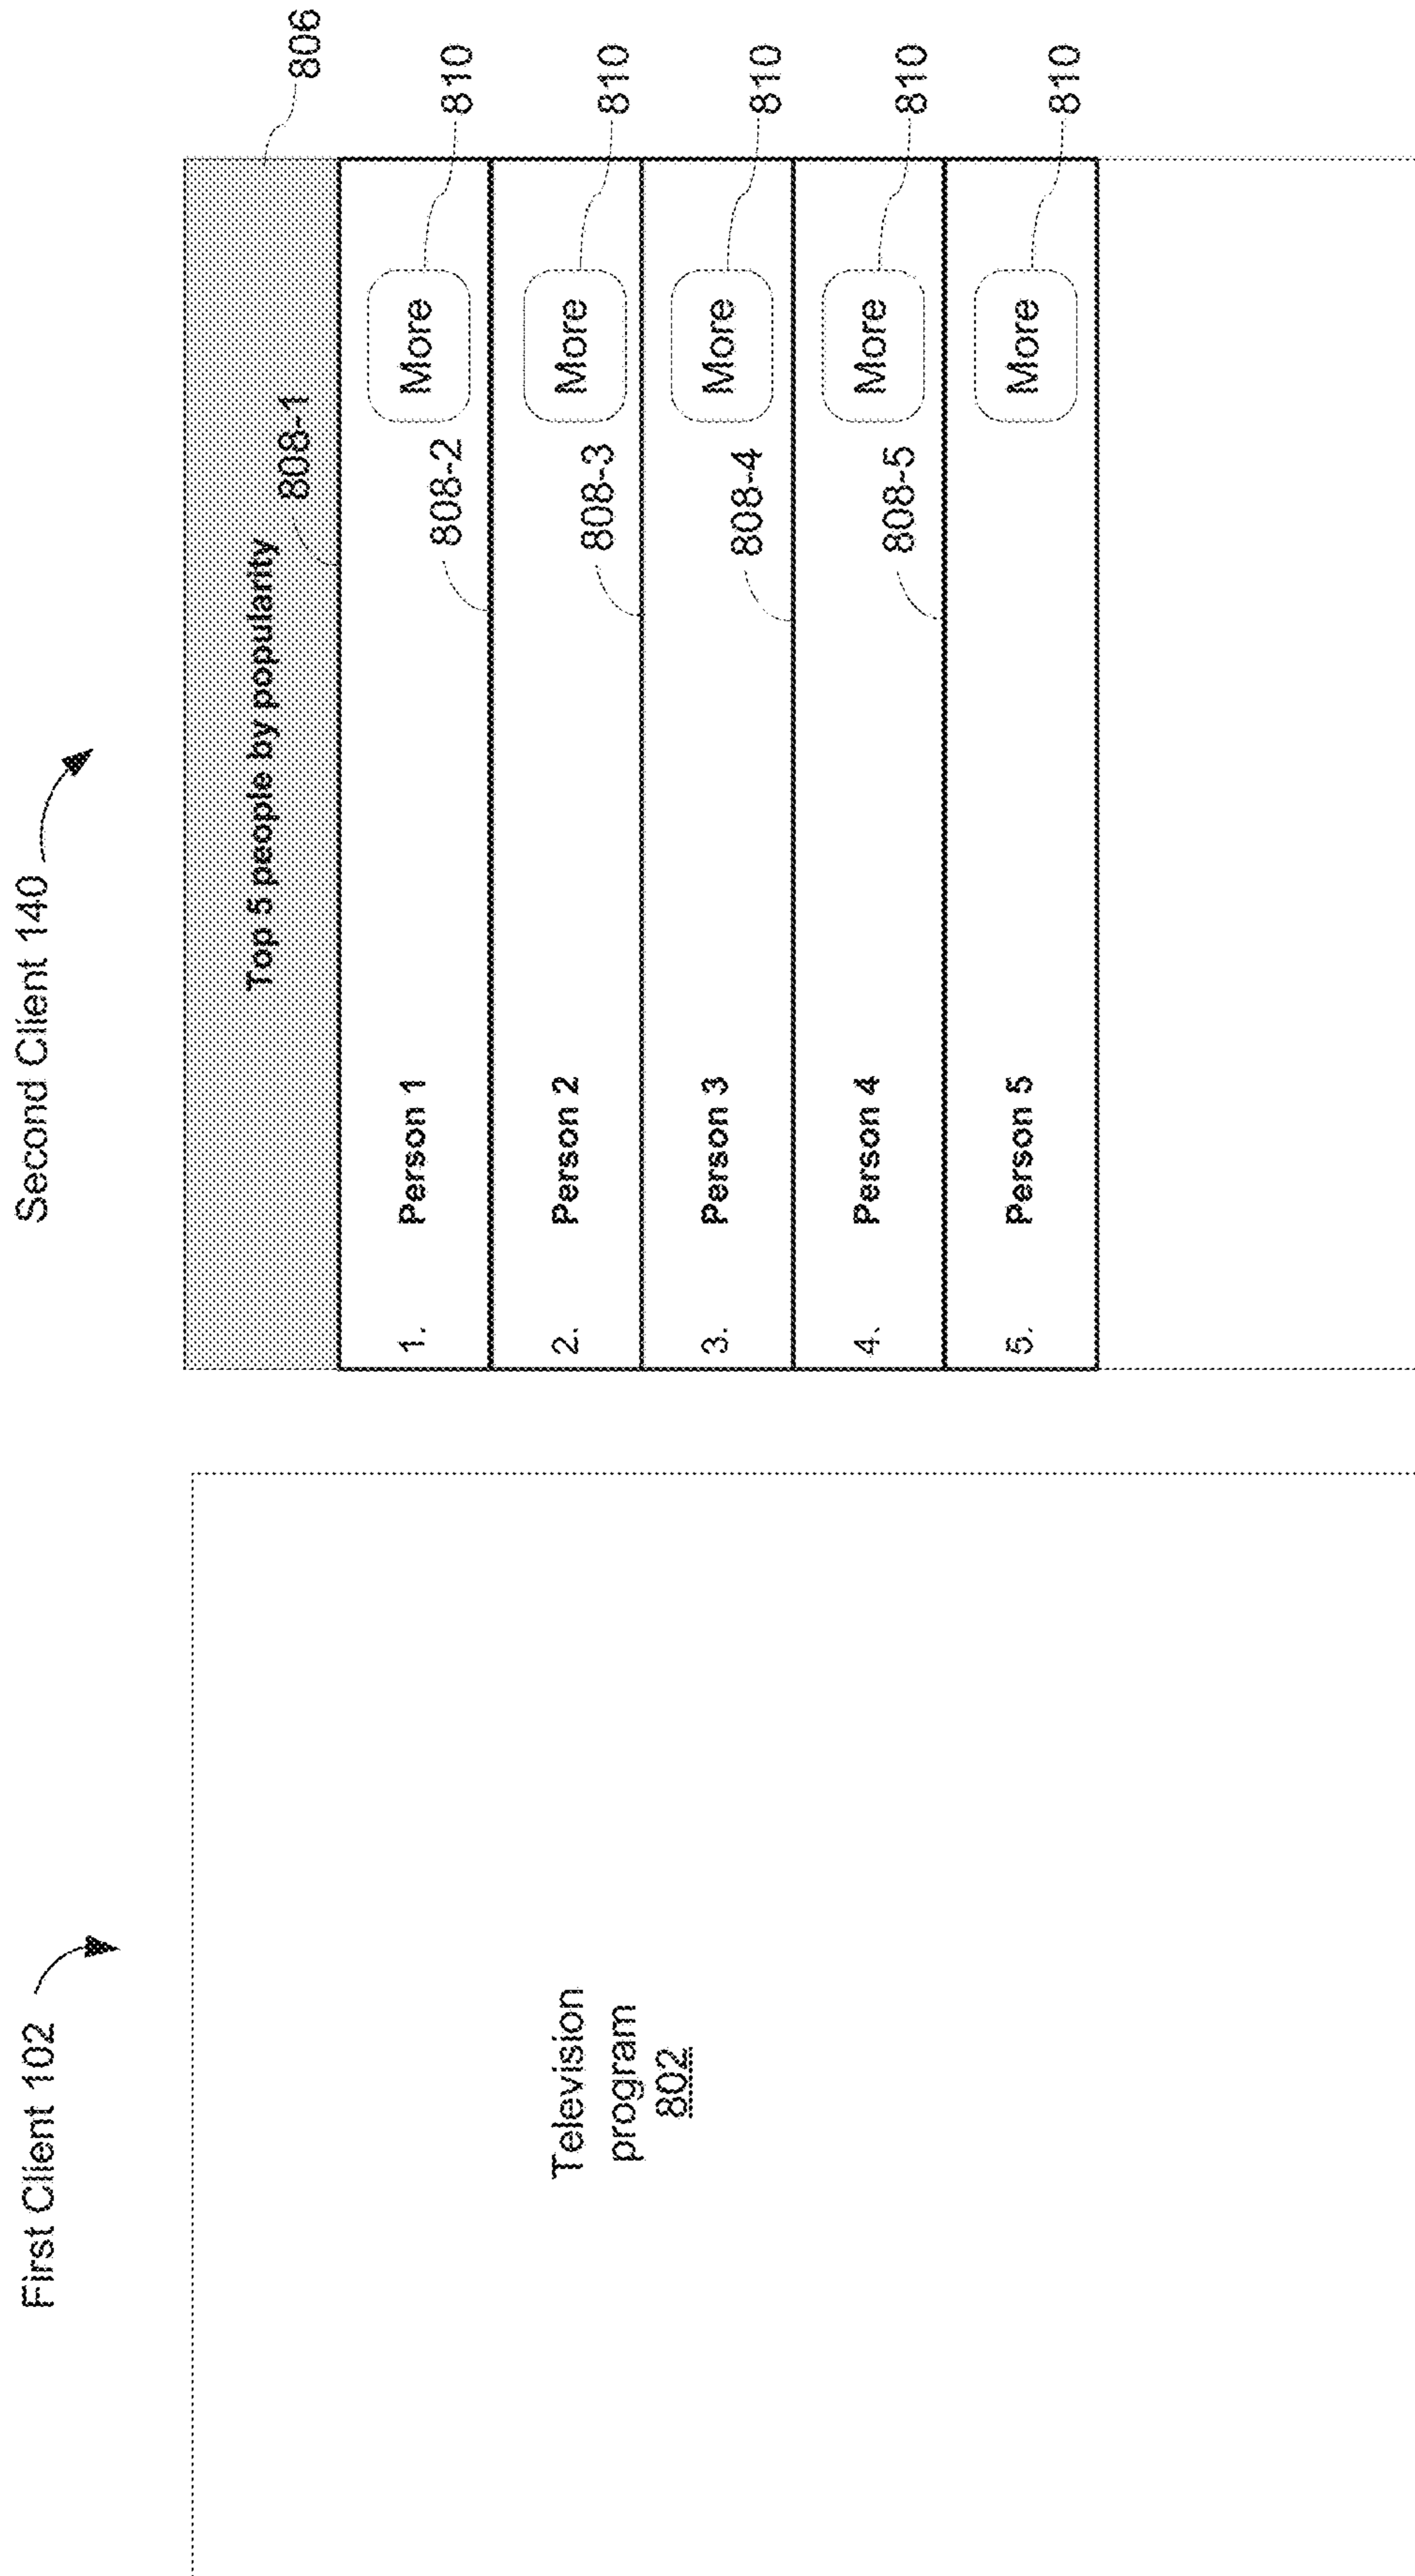 First Client 102
Second Client 140
Television
program
802
806
Top 5 people by popularity
808-1
1. Person 1 More
810
808-2
2. Person 2 More
810
808-3
3. Person 3 More
810
808-4
4. Person 4 More
810
808-5
5. Person 5 More
810